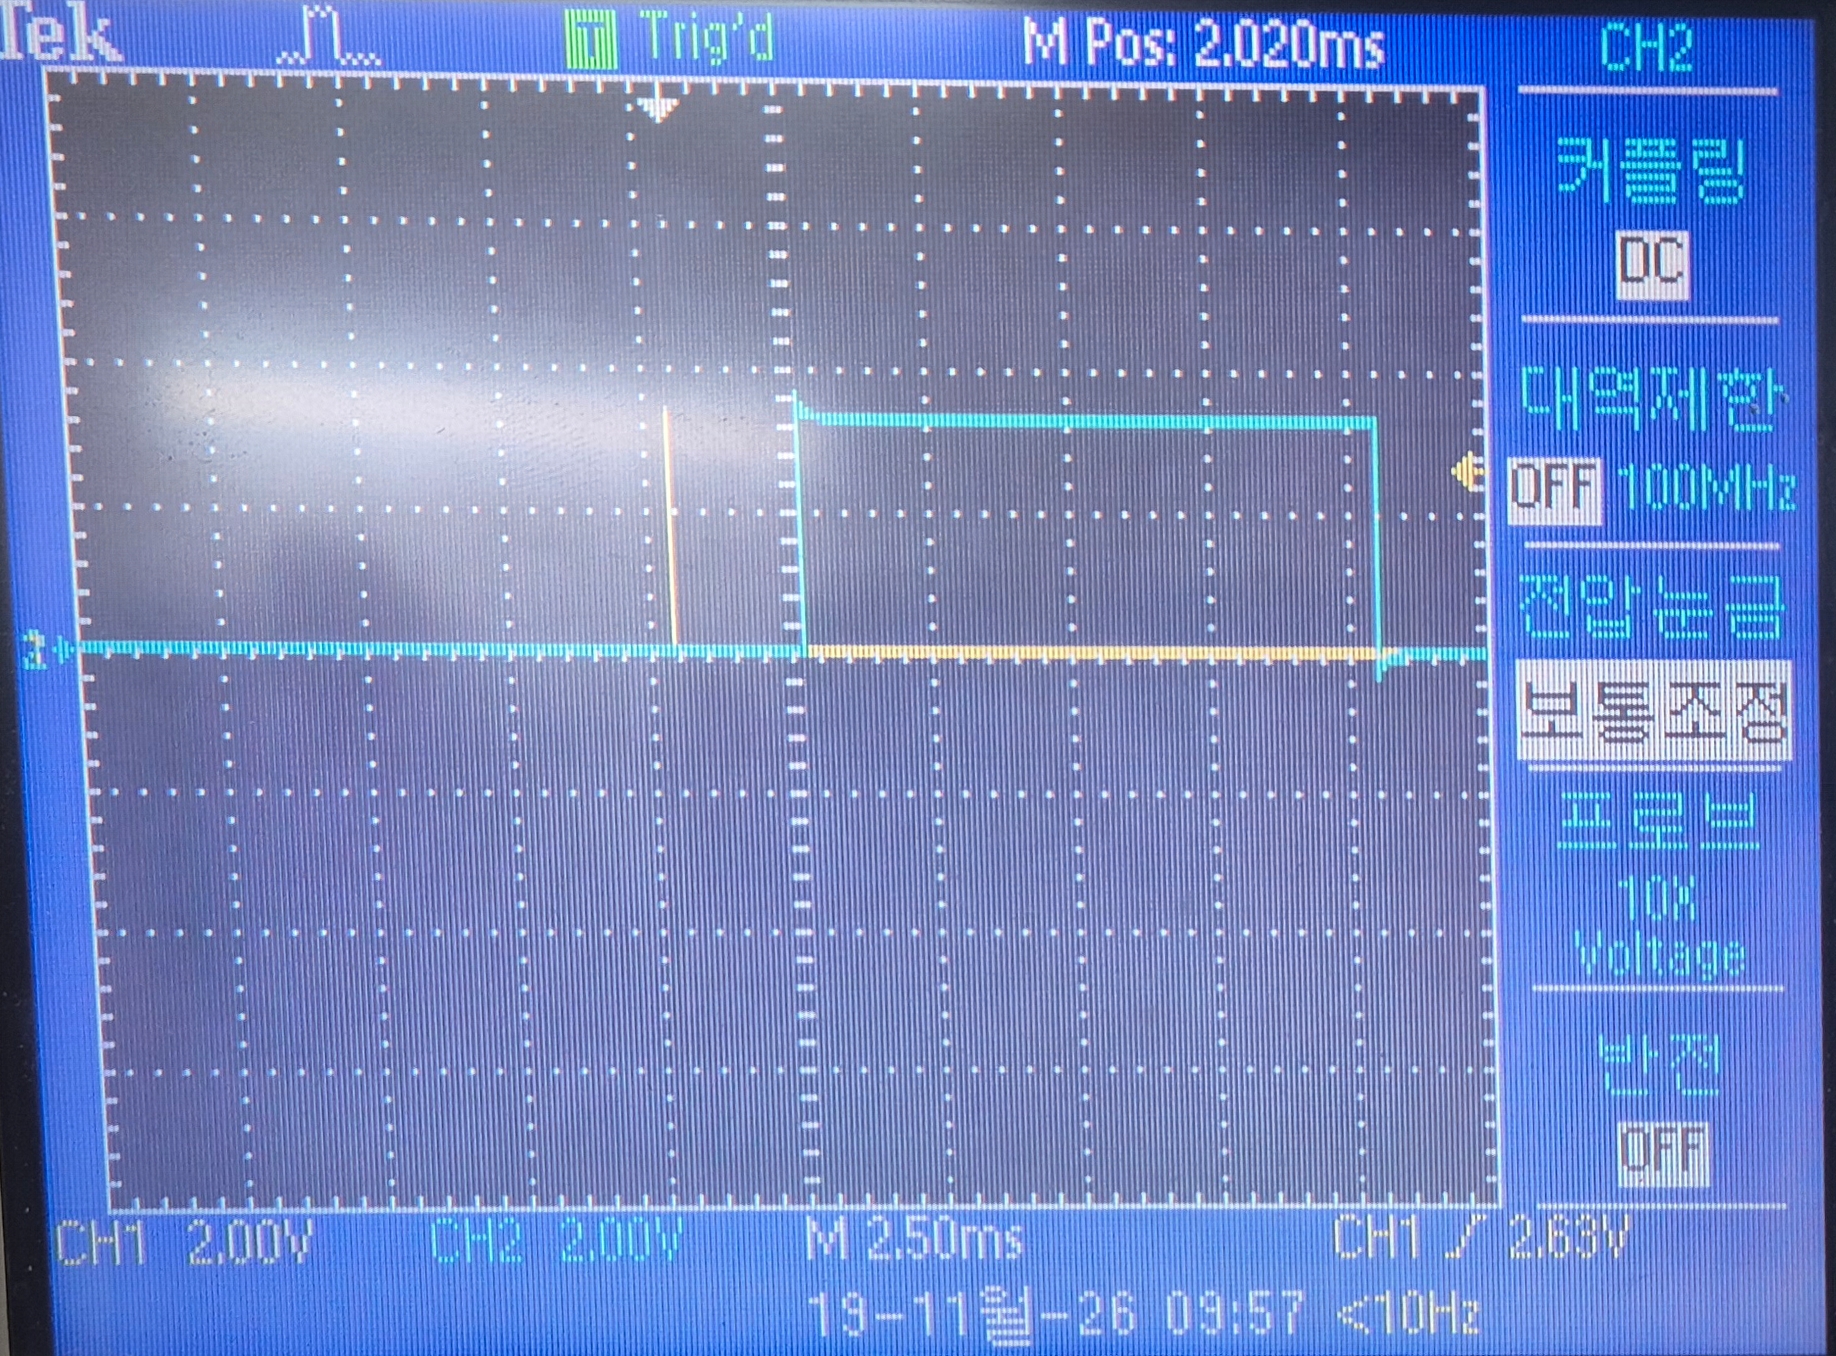 Tek Trig'd M Pos: 2.020ms CH2
커플링
DC
대역제한
OFF 100MHz
전압눈금
보통조정
프로브
10X
Voltage
반전
OFF
2
CH1 2.00V CH2 2.00V M 2.50ms CH1 2.63V
19-11월-26 09:57 <10Hz